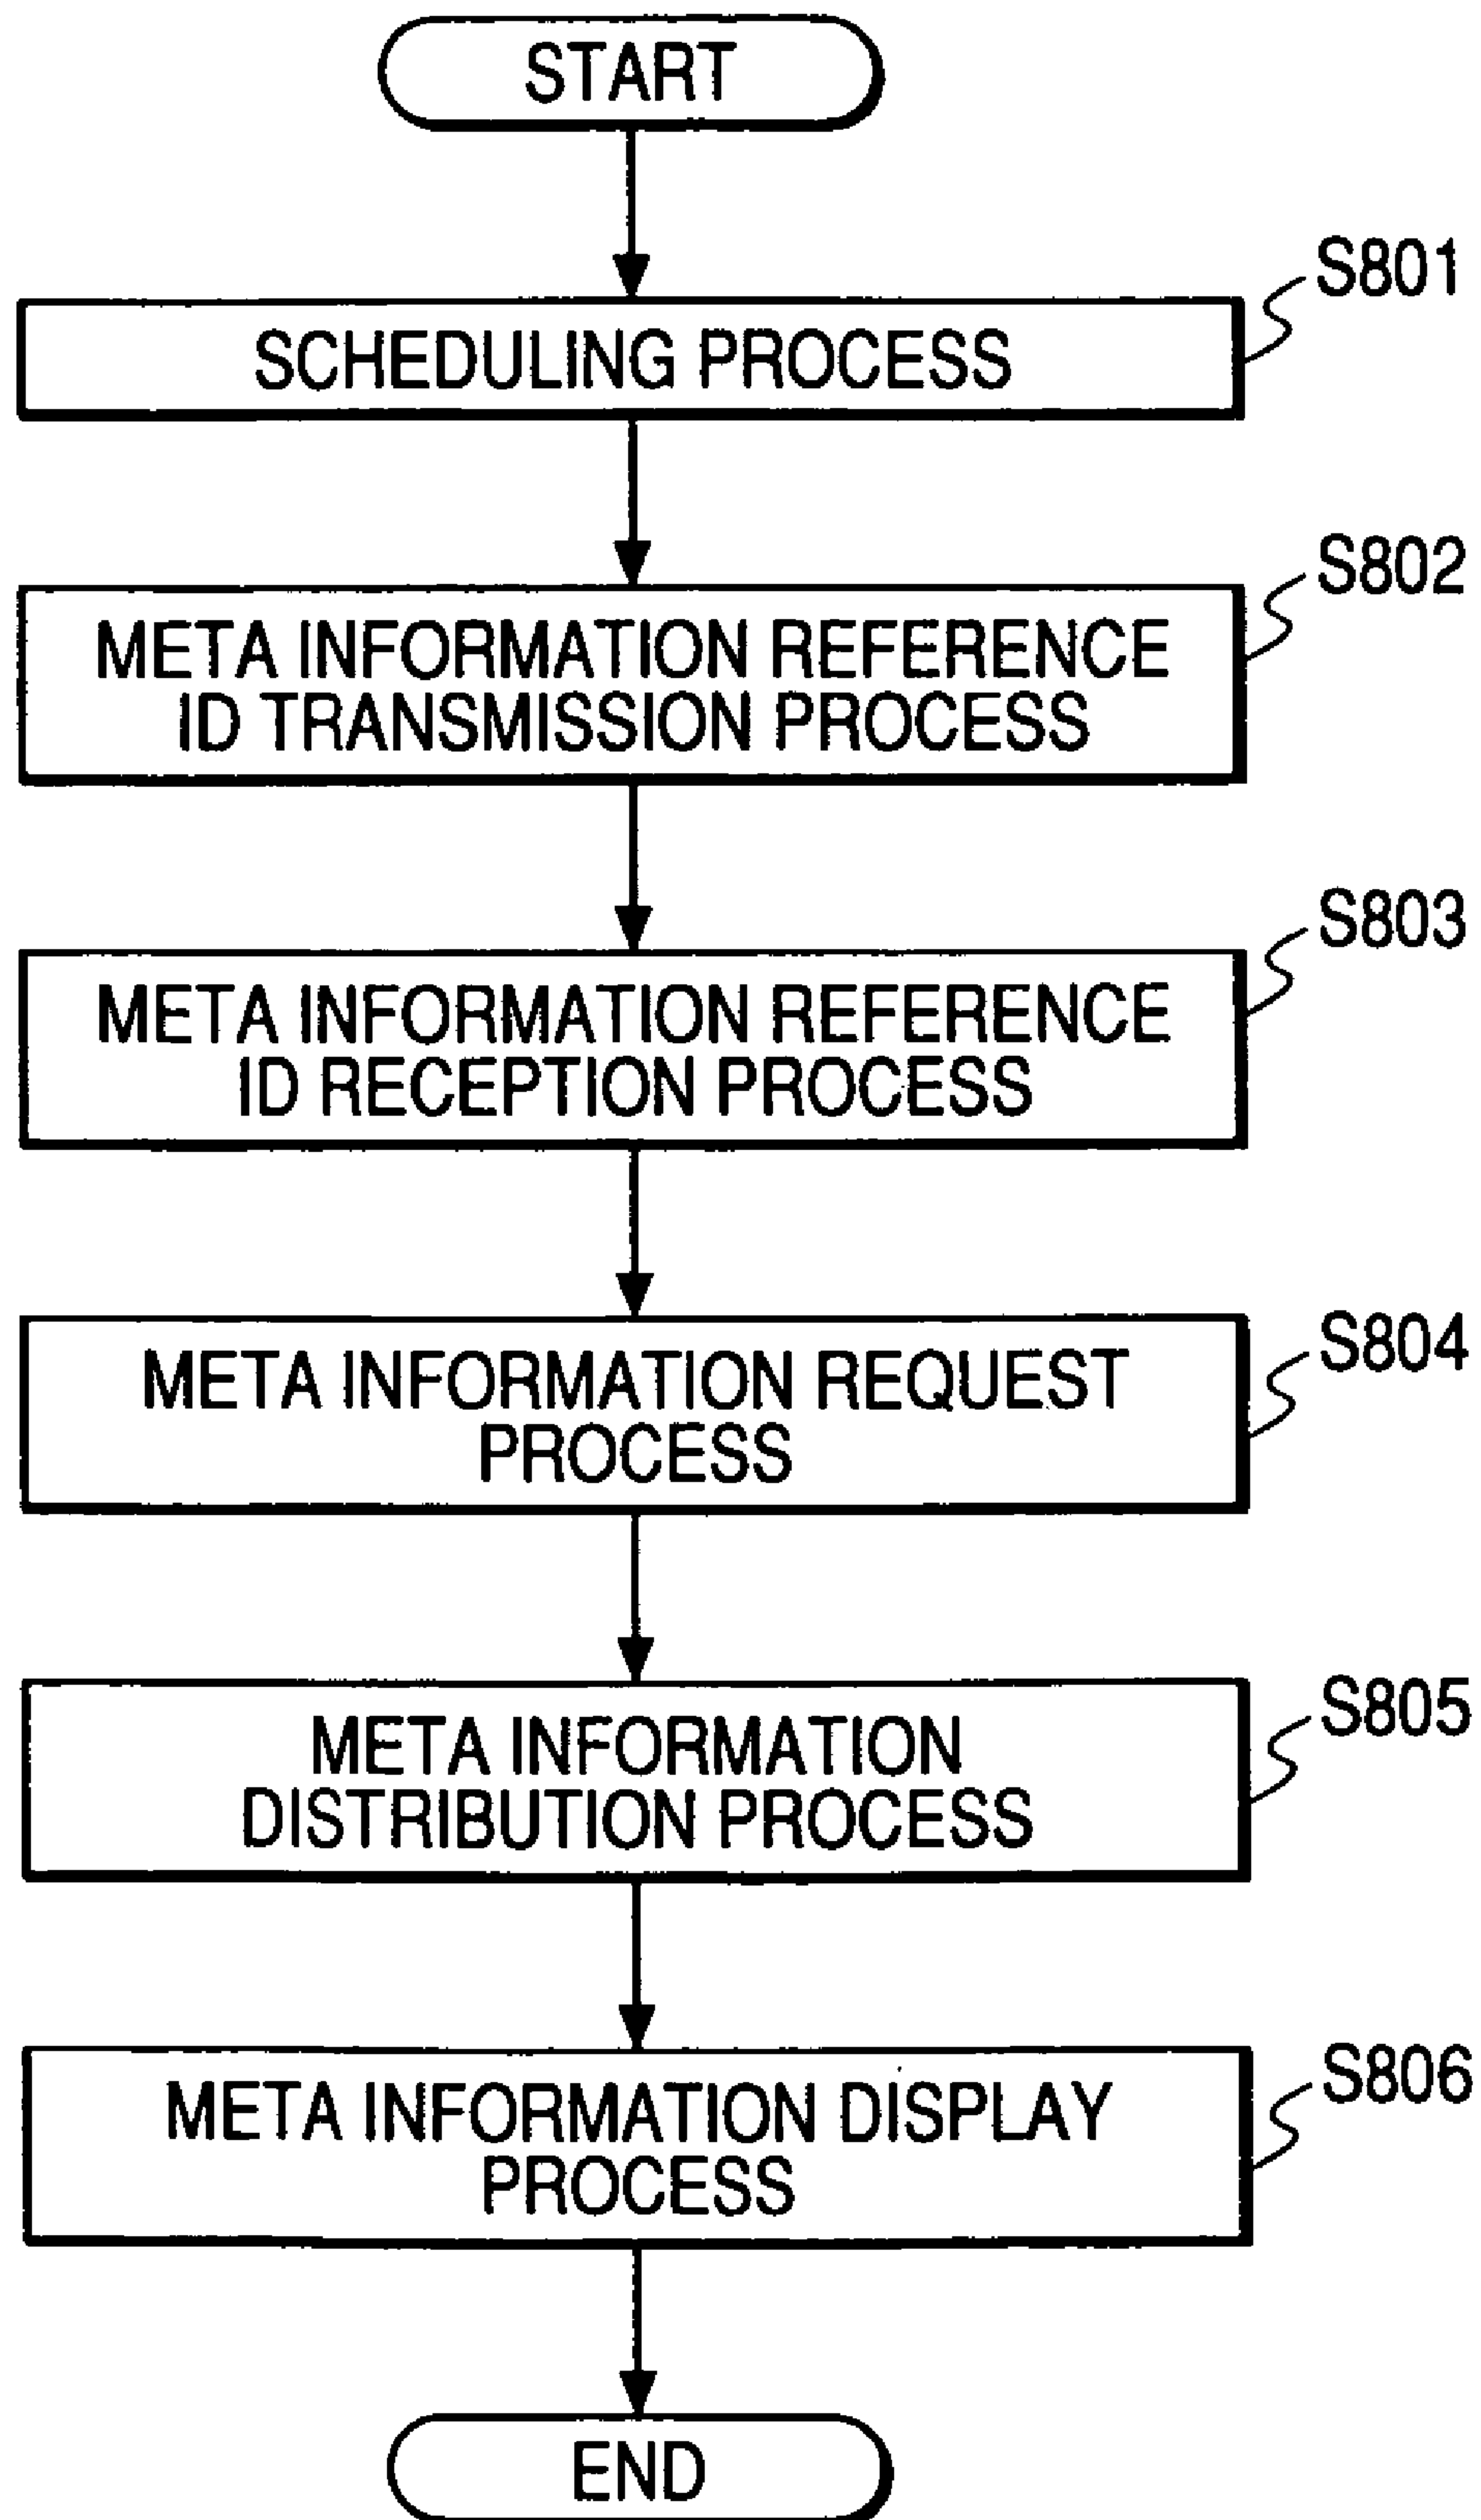 START
S801
SCHEDULING PROCESS
S802
META INFORMATION REFERENCE
ID TRANSMISSION PROCESS
S803
META INFORMATION REFERENCE
ID RECEPTION PROCESS
S804
META INFORMATION REQUEST
PROCESS
S805
META INFORMATION
DISTRIBUTION PROCESS
S806
META INFORMATION DISPLAY
PROCESS
END